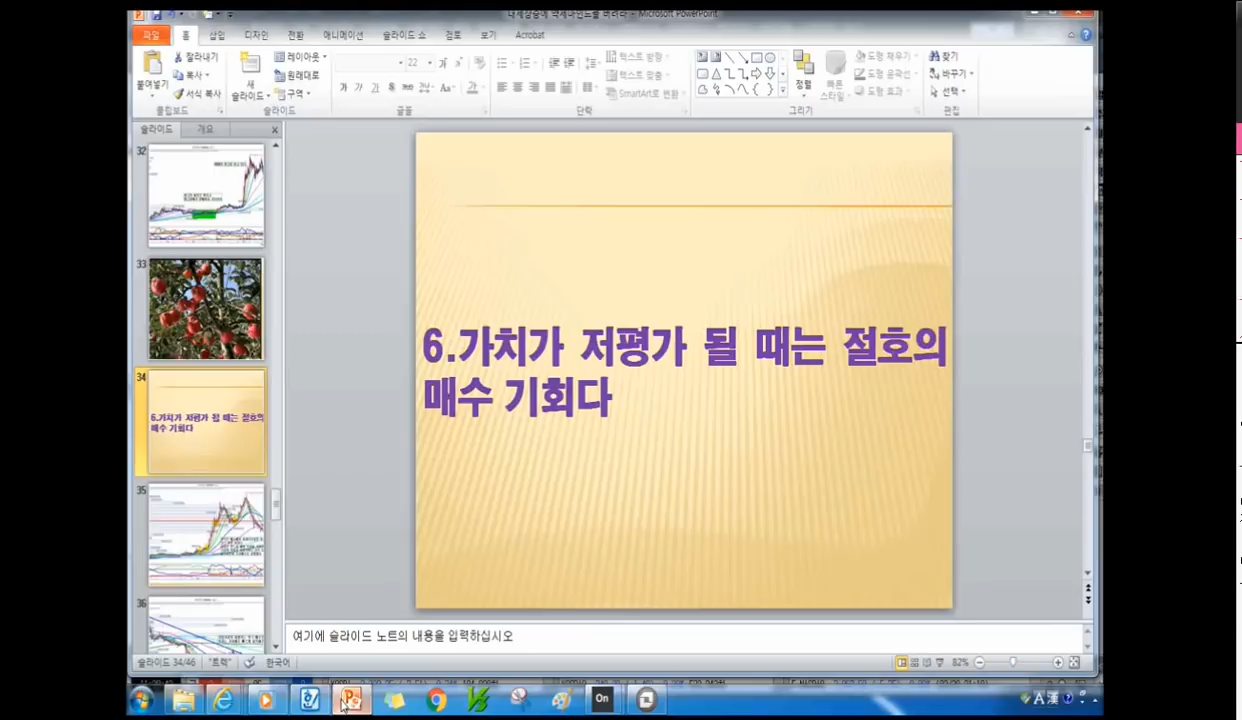 Microsoft PowerPoint
파일 홈 삽입 디자인 전환 애니메이션 슬라이드 쇼 검토 보기 Acrobat
붙여넣기
잘라내기
복사
서식 복사
클립보드
새 슬라이드
레이아웃
원래대로
구역
슬라이드
22
글꼴
텍스트 방향
텍스트 맞춤
SmartArt로 변환
단락
정렬
빠른 스타일
도형 채우기
도형 윤곽선
도형 효과
그리기
찾기
바꾸기
선택
편집
슬라이드 개요
32
33
34
6.가치가 저평가 될 때는 절호의
매수 기회다
35
36
6.가치가 저평가 될 때는 절호의
매수 기회다
여기에 슬라이드 노트의 내용을 입력하십시오
슬라이드 34/46 "트랙" 한국어
82%
On
A 漢